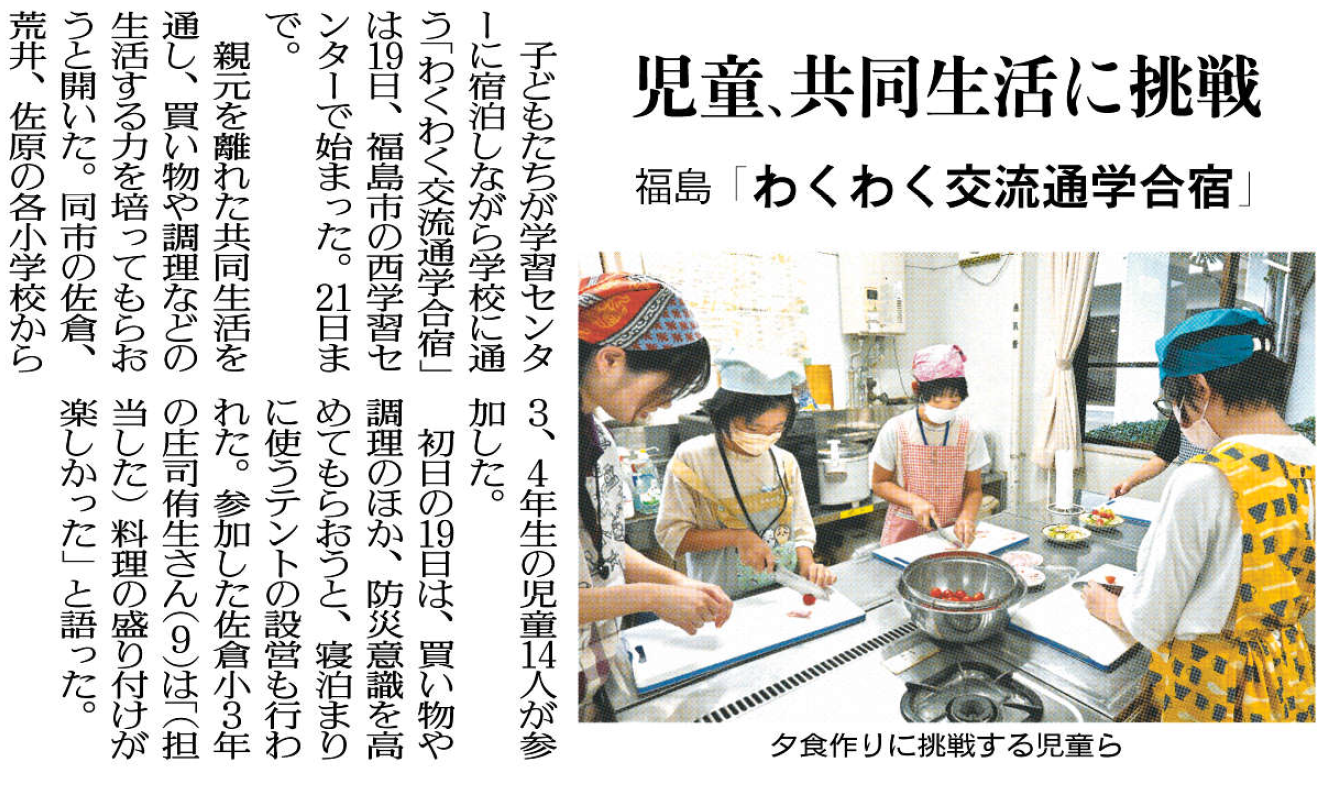 児童、共同生活に挑戦
福島「わくわく交流通学合宿」
子どもたちが学習センタ
ーに宿泊しながら学校に通
う「わくわく交流通学合宿」
は19日、福島市の西学習セ
ンターで始まった。21日ま
で。
親元を離れた共同生活を
通し、買い物や調理などの
生活する力を培ってもらお
うと開いた。同市の佐倉、
荒井、佐原の各小学校から
3、4年生の児童14人が参
加した。
初日の19日は、買い物や
調理のほか、防災意識を高
めてもらおうと、寝泊まり
に使うテントの設営も行わ
れた。参加した佐倉小3年
の庄司侑生さん(9)は「(担
当した)料理の盛り付けが
楽しかった」と語った。
夕食作りに挑戦する児童ら